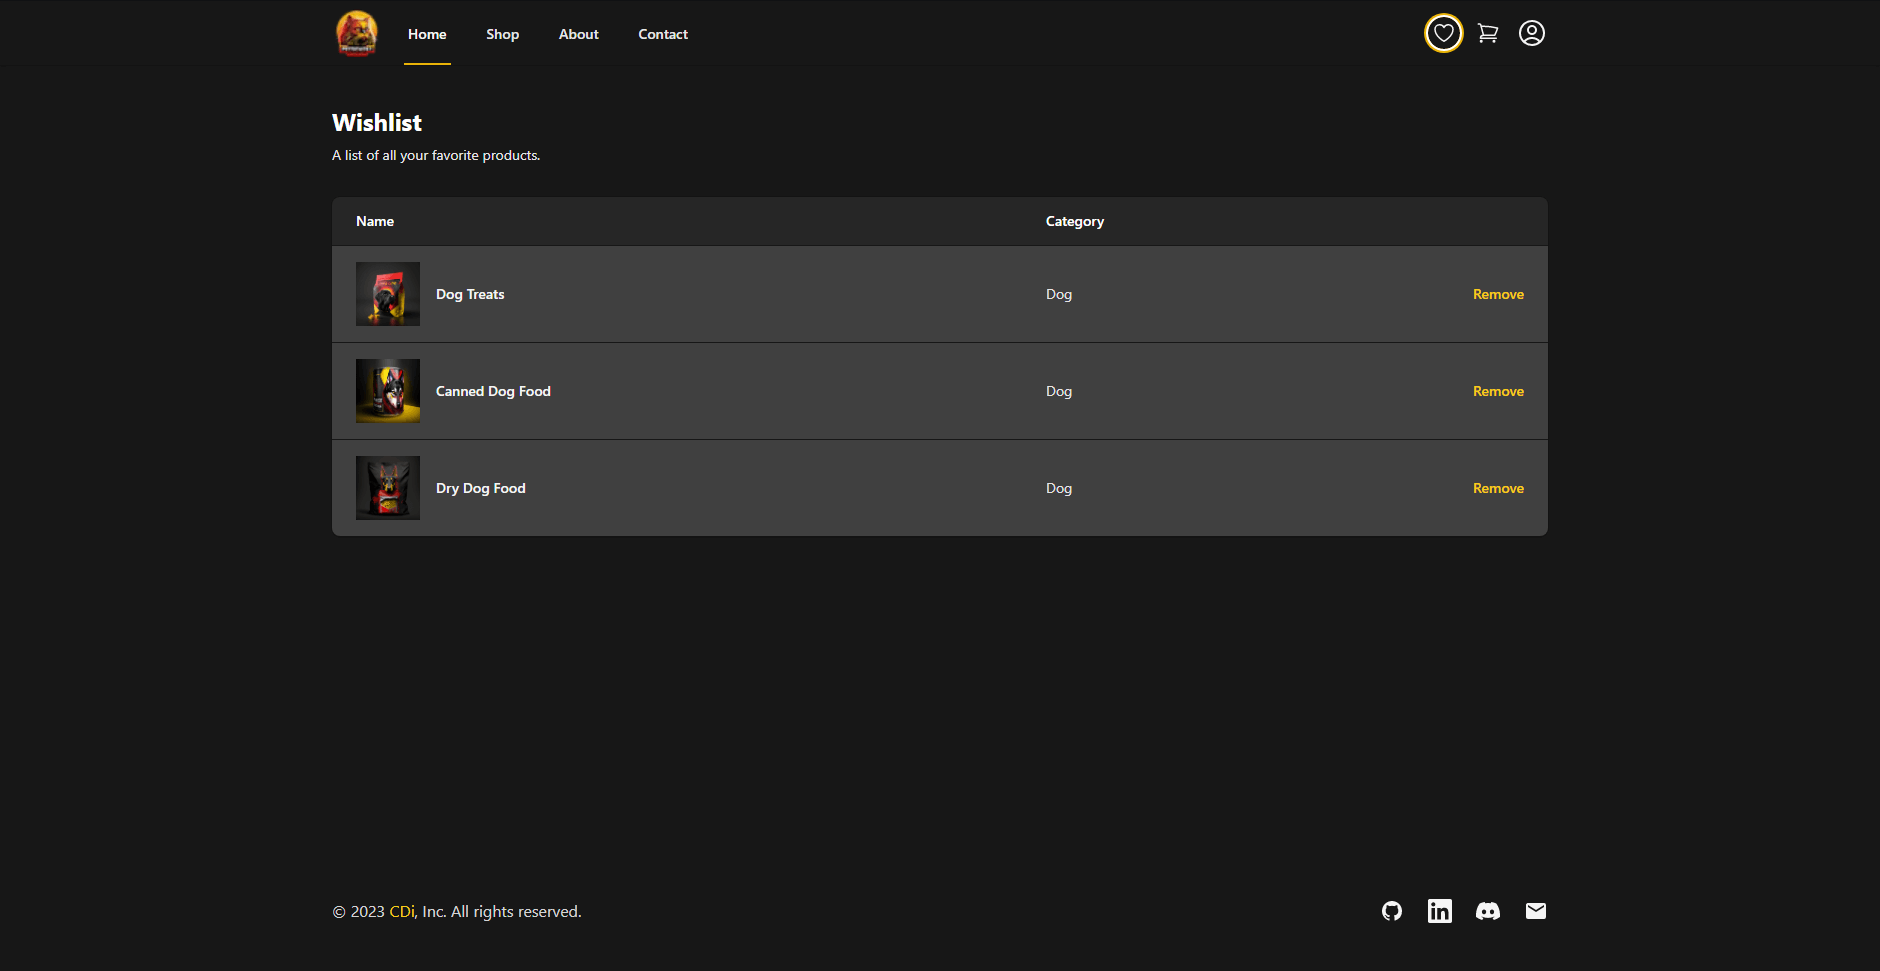 Home
Shop
About
Contact
Wishlist
A list of all your favorite products.
Name
Category
Dog Treats
Dog
Remove
Canned Dog Food
Dog
Remove
Dry Dog Food
Dog
Remove
© 2023 CDi, Inc. All rights reserved.
in